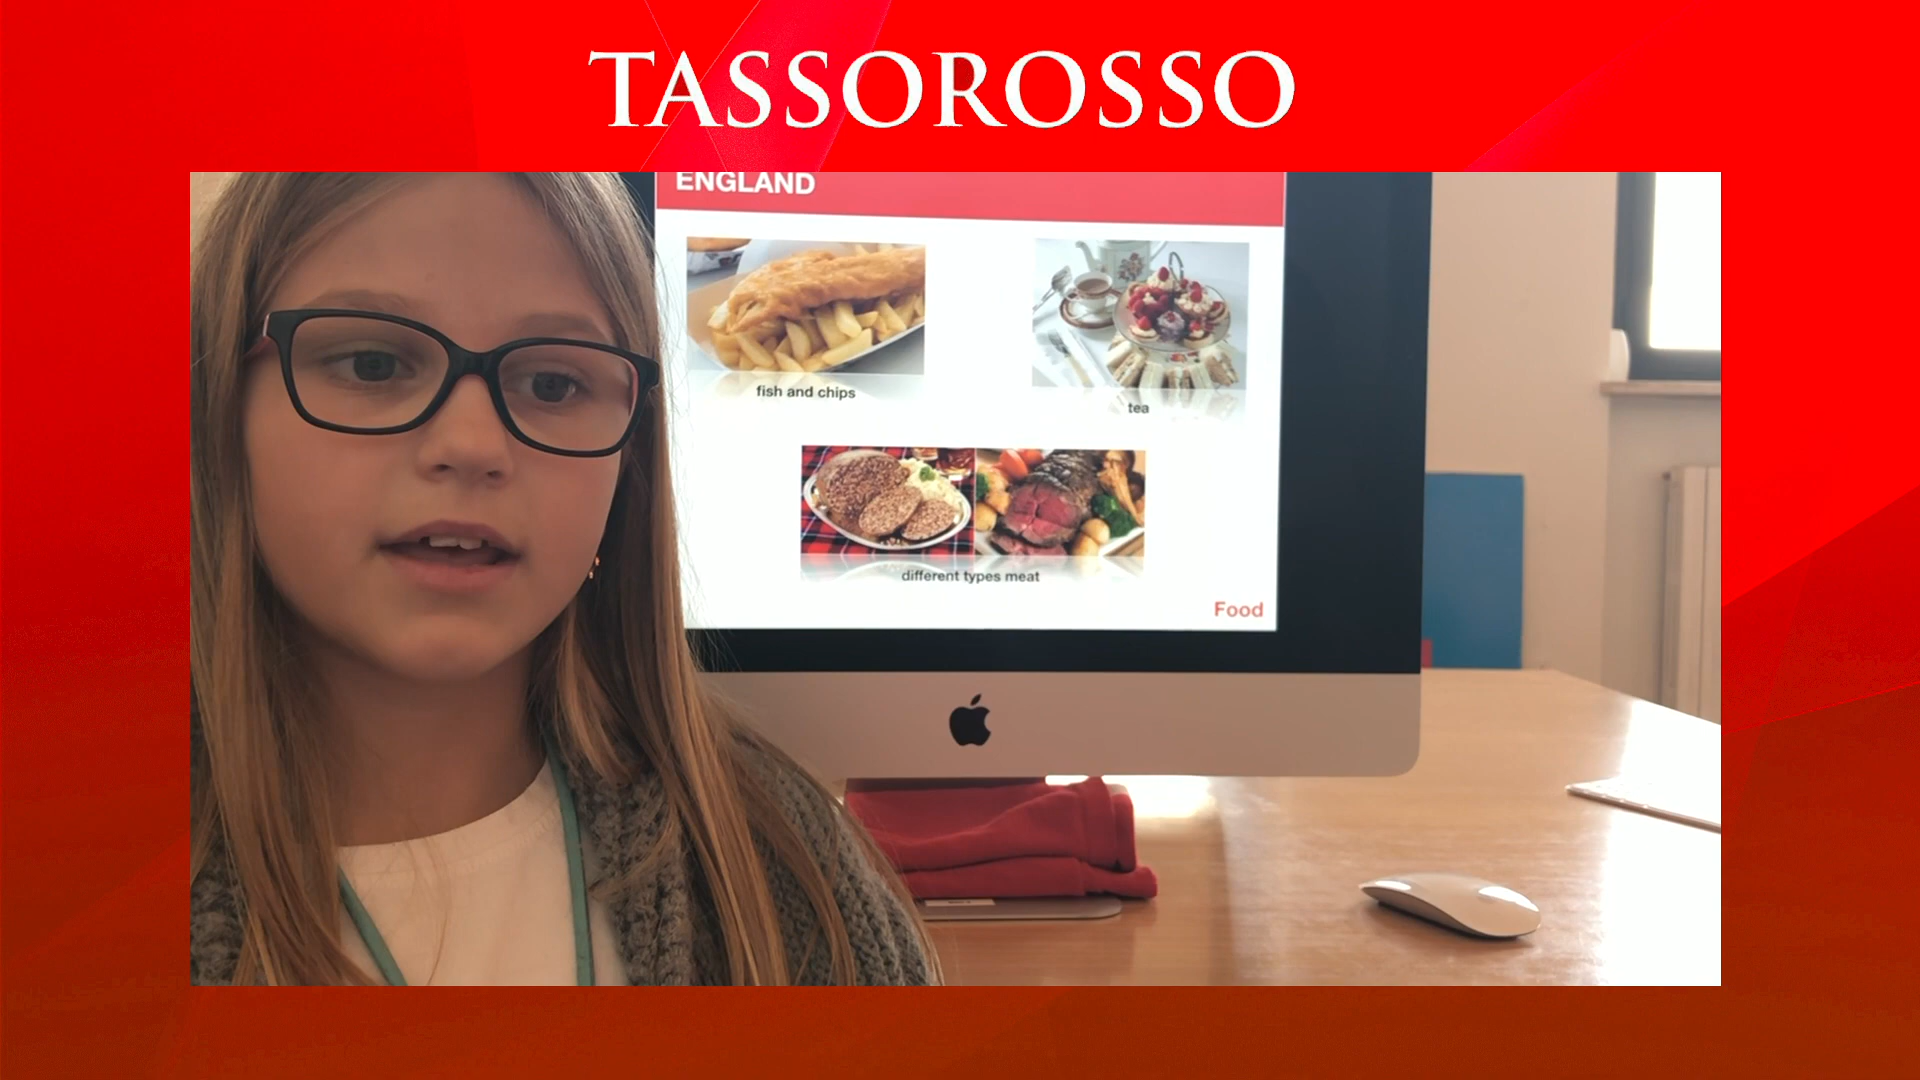 TASSOROSSO
ENGLAND
fish and chips
tea
different types meat
Food